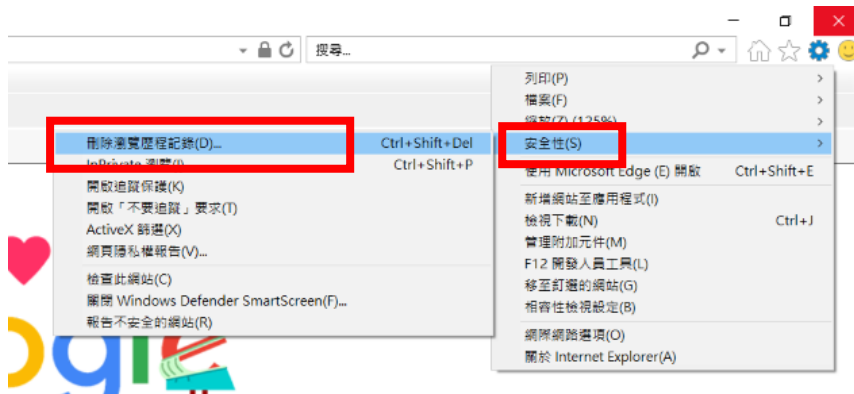 搜尋...
列印(P)
檔案(F)
縮放(Z) (125%)
安全性(S)
使用 Microsoft Edge (E) 開啟 Ctrl+Shift+E
新增網站至應用程式(I)
檢視下載(N) Ctrl+J
管理附加元件(M)
F12 開發人員工具(L)
移至釘選的網站(G)
相容性檢視設定(B)
網際網路選項(O)
關於 Internet Explorer(A)
刪除瀏覽歷程記錄(D)... Ctrl+Shift+Del
InPrivate 瀏覽(I) Ctrl+Shift+P
開啟追蹤保護(K)
開啟「不要追蹤」要求(T)
ActiveX 篩選(X)
網頁隱私權報告(V)...
檢查此網站(C)
關閉 Windows Defender SmartScreen(F)...
報告不安全的網站(R)